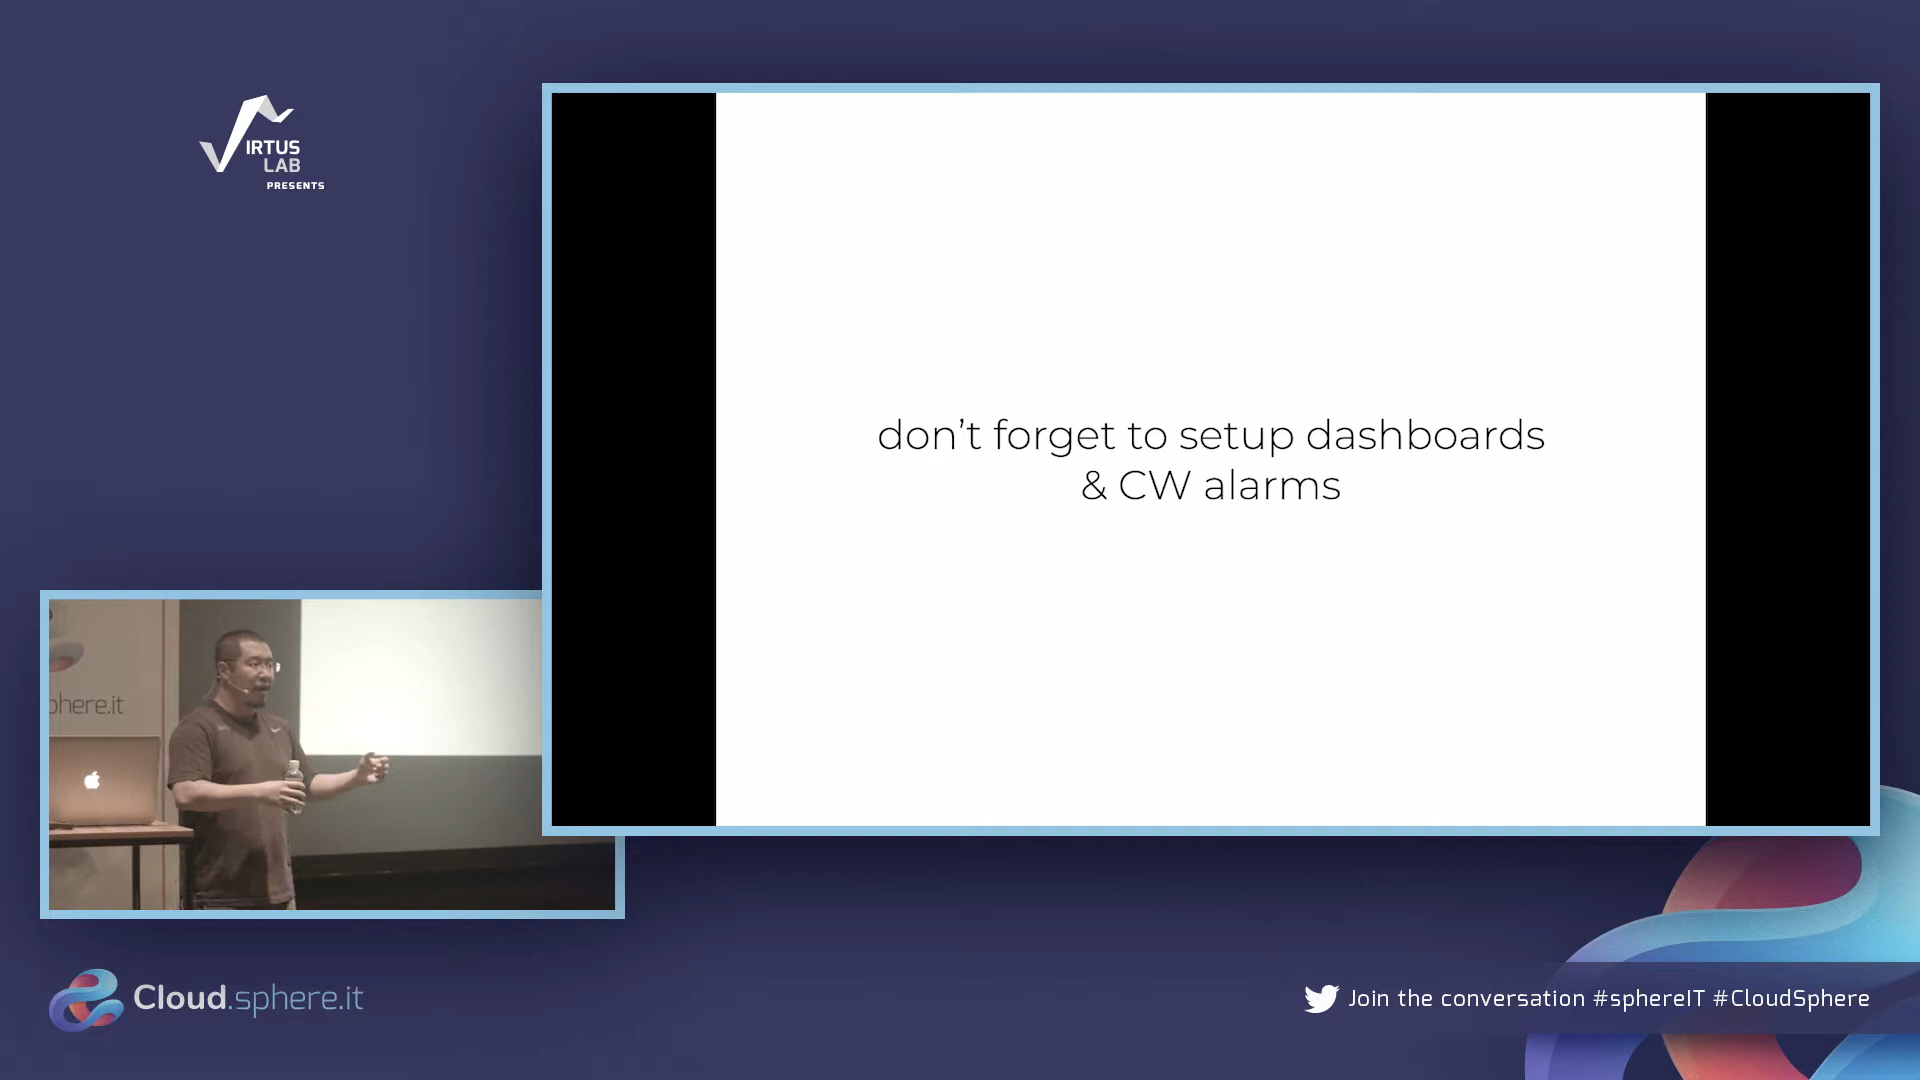 IRTUS
LAB
PRESENTS
don't forget to setup dashboards
& CW alarms
phere.it
Cloud.sphere.it
Join the conversation #sphereIT #CloudSphere